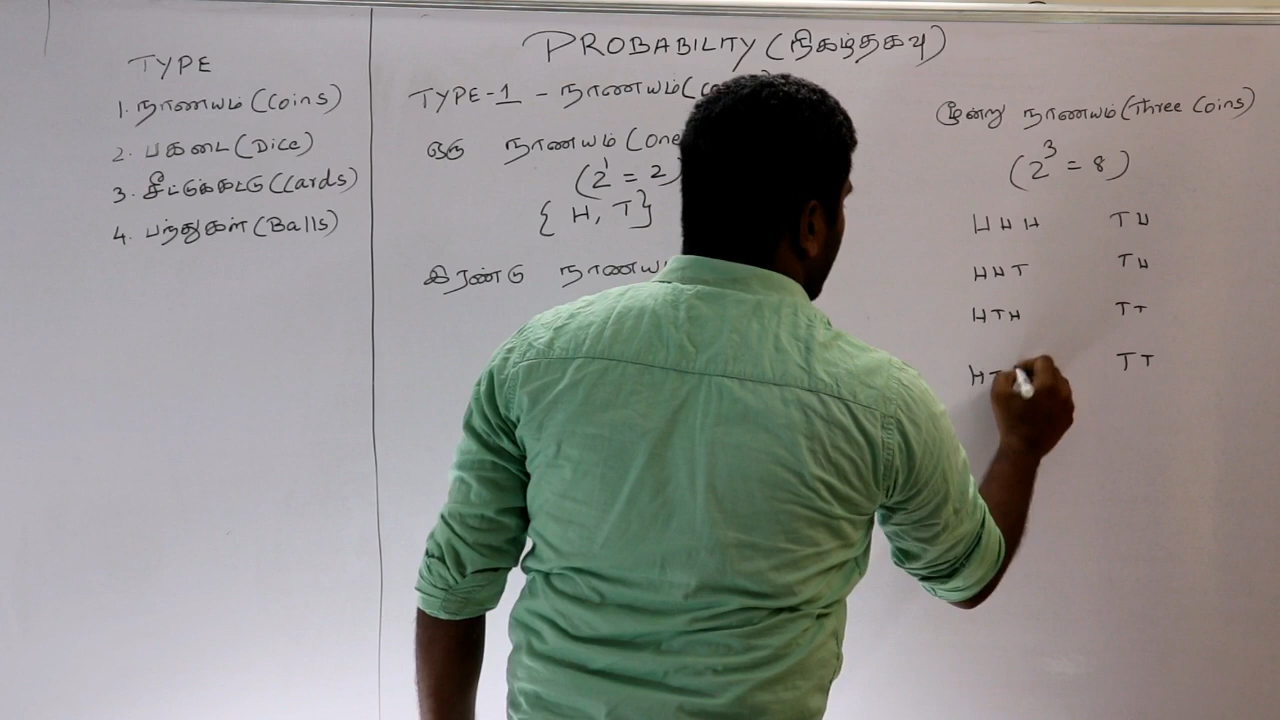 PROBABILITY (நிகழ்தகவு)
TYPE
1. நாணயம் (Coins)
2. பகடை (Dice)
3. சீட்டுக்கட்டு (Cards)
4. பந்துகள் (Balls)
TYPE-1 - நாணயம் (co
ஒரு நாணயம் (One
(2¹ = 2)
{ H, T }
இரண்டு நாணய
மூன்று நாணயம் (Three Coins)
(2³ = 8)
H H H T H
H H T T H
H T H T T
H T T T